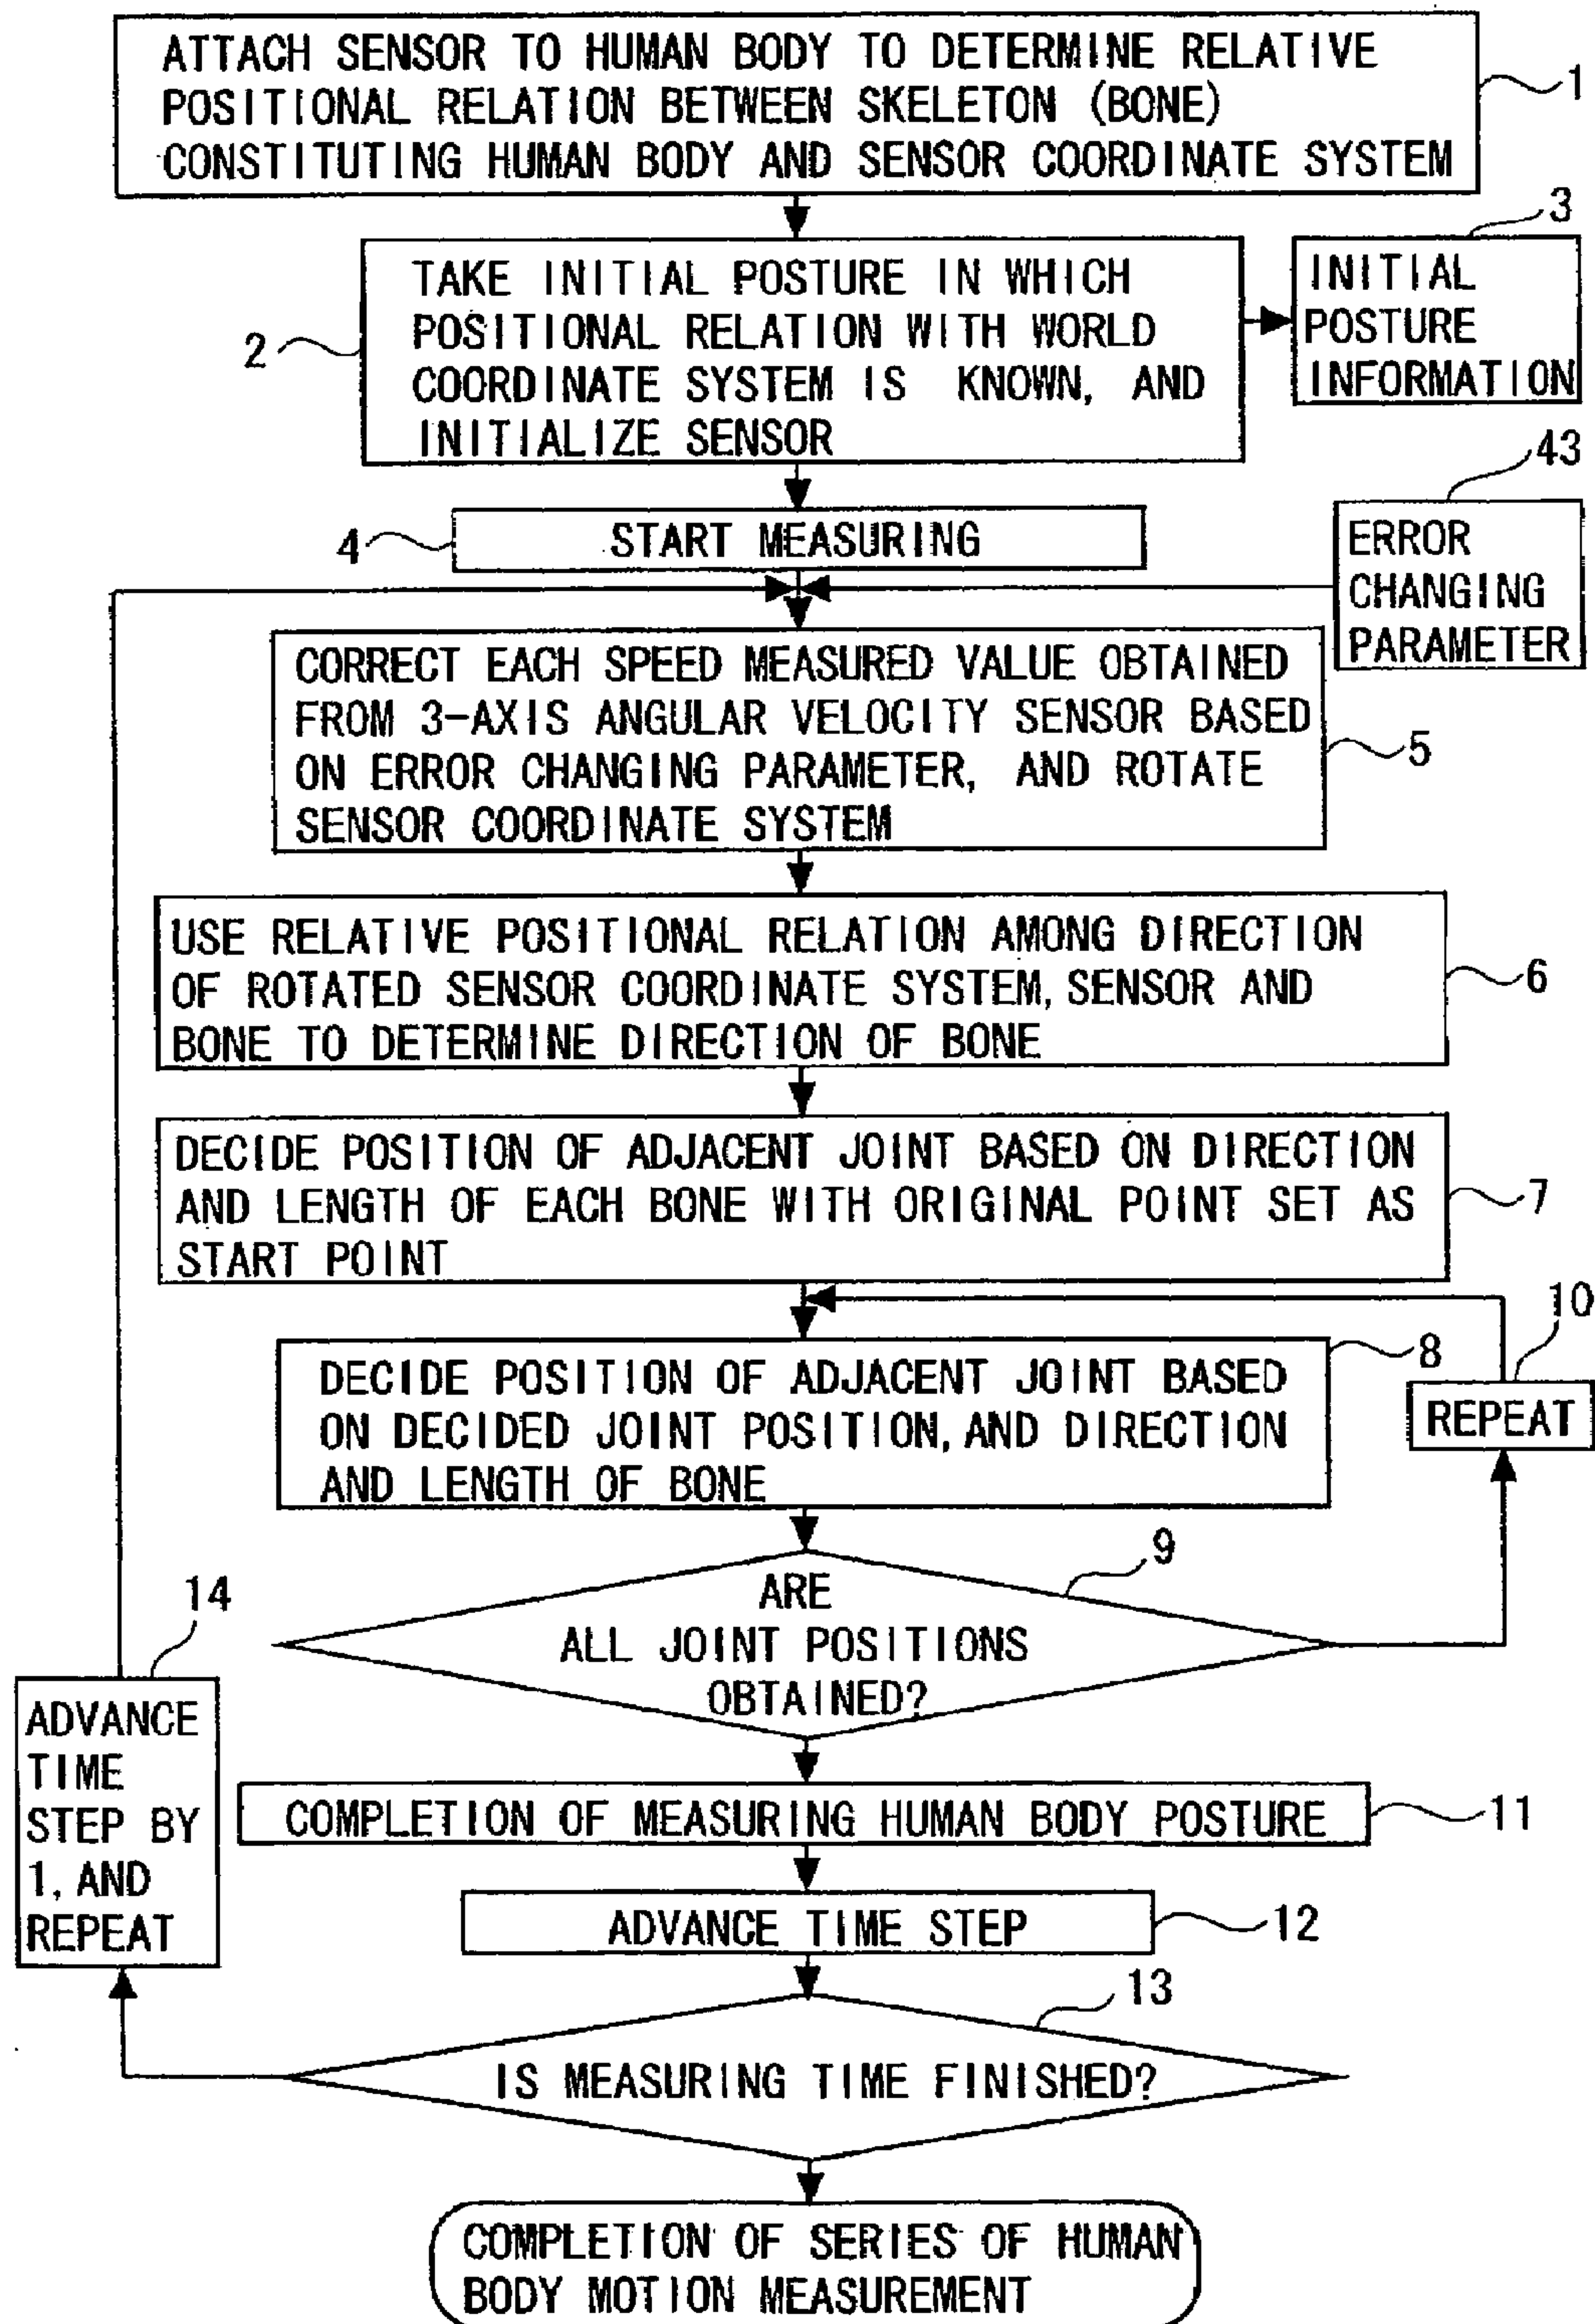 ATTACH SENSOR TO HUMAN BODY TO DETERMINE RELATIVE
POSITIONAL RELATION BETWEEN SKELETON (BONE)
CONSTITUTING HUMAN BODY AND SENSOR COORDINATE SYSTEM
1
TAKE INITIAL POSTURE IN WHICH
POSITIONAL RELATION WITH WORLD
COORDINATE SYSTEM IS KNOWN, AND
INITIALIZE SENSOR
2
3
INITIAL
POSTURE
INFORMATION
4
START MEASURING
43
ERROR
CHANGING
PARAMETER
CORRECT EACH SPEED MEASURED VALUE OBTAINED
FROM 3-AXIS ANGULAR VELOCITY SENSOR BASED
ON ERROR CHANGING PARAMETER, AND ROTATE
SENSOR COORDINATE SYSTEM
5
USE RELATIVE POSITIONAL RELATION AMONG DIRECTION
OF ROTATED SENSOR COORDINATE SYSTEM, SENSOR AND
BONE TO DETERMINE DIRECTION OF BONE
6
DECIDE POSITION OF ADJACENT JOINT BASED ON DIRECTION
AND LENGTH OF EACH BONE WITH ORIGINAL POINT SET AS
START POINT
7
DECIDE POSITION OF ADJACENT JOINT BASED
ON DECIDED JOINT POSITION, AND DIRECTION
AND LENGTH OF BONE
8
10
REPEAT
9
ARE
ALL JOINT POSITIONS
OBTAINED?
14
ADVANCE
TIME
STEP BY
1, AND
REPEAT
COMPLETION OF MEASURING HUMAN BODY POSTURE
11
ADVANCE TIME STEP
12
13
IS MEASURING TIME FINISHED?
COMPLETION OF SERIES OF HUMAN
BODY MOTION MEASUREMENT